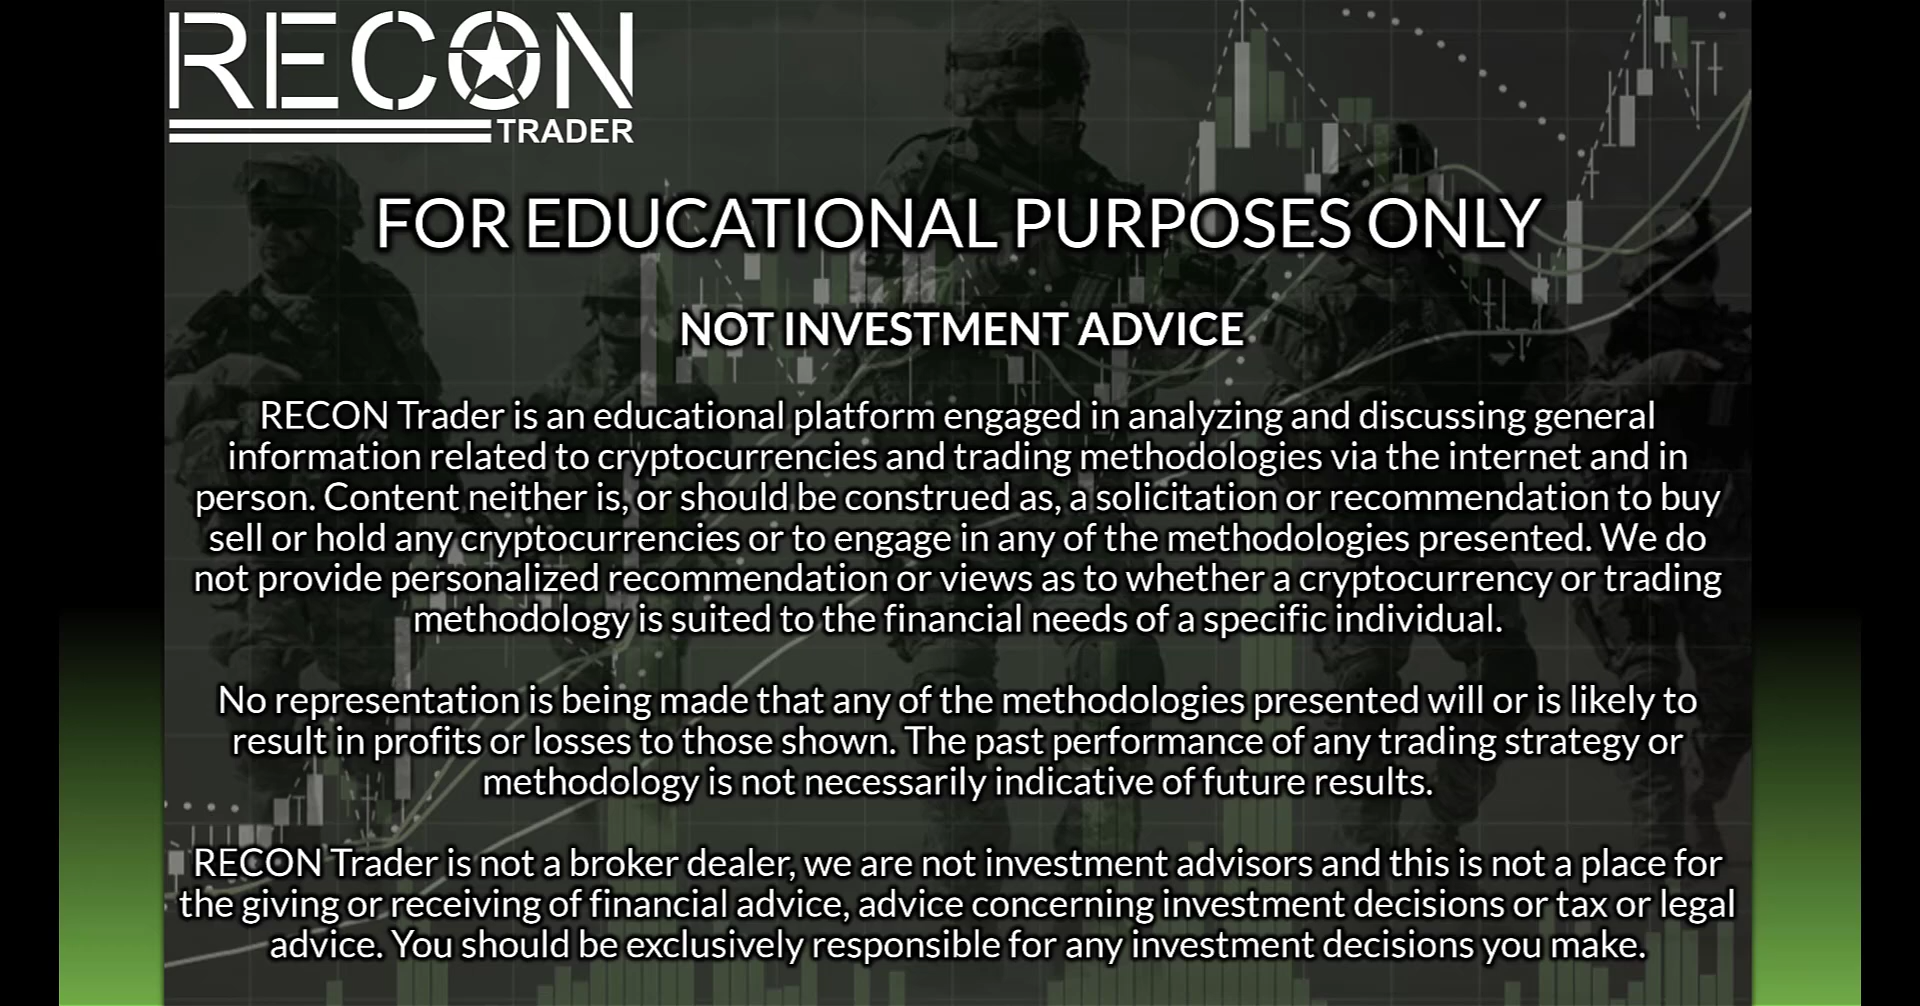 RECON
TRADER
FOR EDUCATIONAL PURPOSES ONLY
NOT INVESTMENT ADVICE
RECON Trader is an educational platform engaged in analyzing and discussing general
information related to cryptocurrencies and trading methodologies via the internet and in
person. Content neither is, or should be construed as, a solicitation or recommendation to buy
sell or hold any cryptocurrencies or to engage in any of the methodologies presented. We do
not provide personalized recommendation or views as to whether a cryptocurrency or trading
methodology is suited to the financial needs of a specific individual.
No representation is being made that any of the methodologies presented will or is likely to
result in profits or losses to those shown. The past performance of any trading strategy or
methodology is not necessarily indicative of future results.
RECON Trader is not a broker dealer, we are not investment advisors and this is not a place for
the giving or receiving of financial advice, advice concerning investment decisions or tax or legal
advice. You should be exclusively responsible for any investment decisions you make.